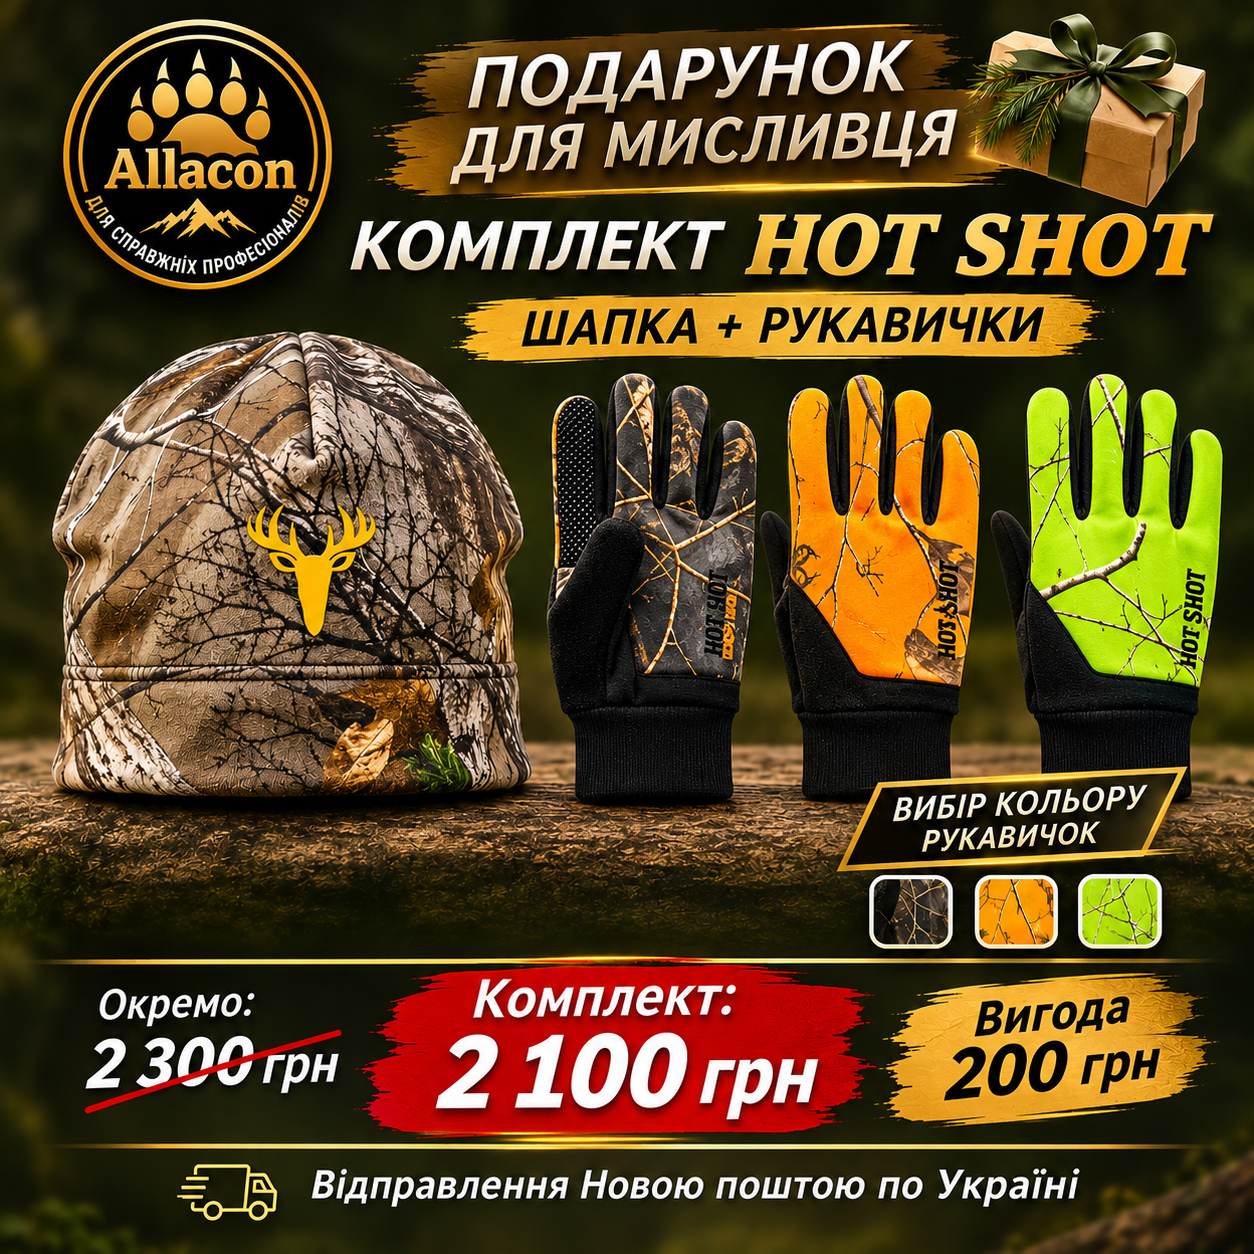 Allacon
ДЛЯ СПРАВЖНІХ ПРОФЕСІОНАЛІВ
ПОДАРУНОК
ДЛЯ МИСЛИВЦЯ
КОМПЛЕКТ HOT SHOT
ШАПКА + РУКАВИЧКИ
HOT SHOT
HOT SHOT
HOT SHOT
ВИБІР КОЛЬОРУ
РУКАВИЧОК
Окремо:
2 300 грн
Комплект:
2 100 грн
Вигода
200 грн
Відправлення Новою поштою по Україні